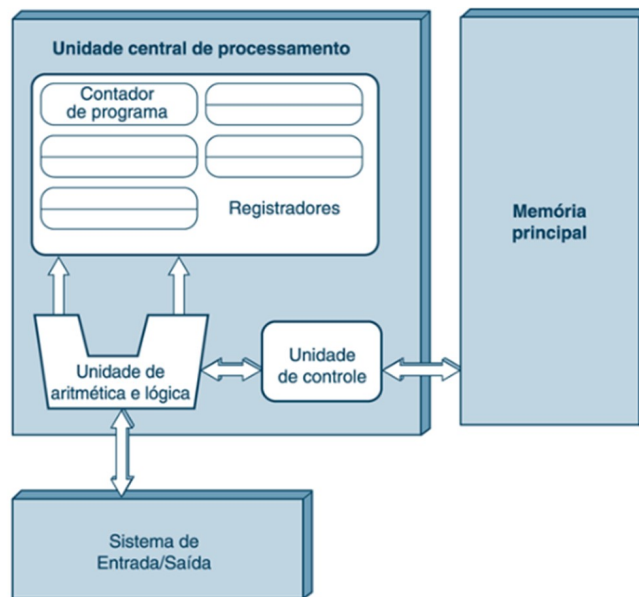 Unidade central de processamento
Contador
de programa
Registradores
Memória
principal
Unidade de
aritmética e lógica
Unidade
de controle
Sistema de
Entrada/Saída